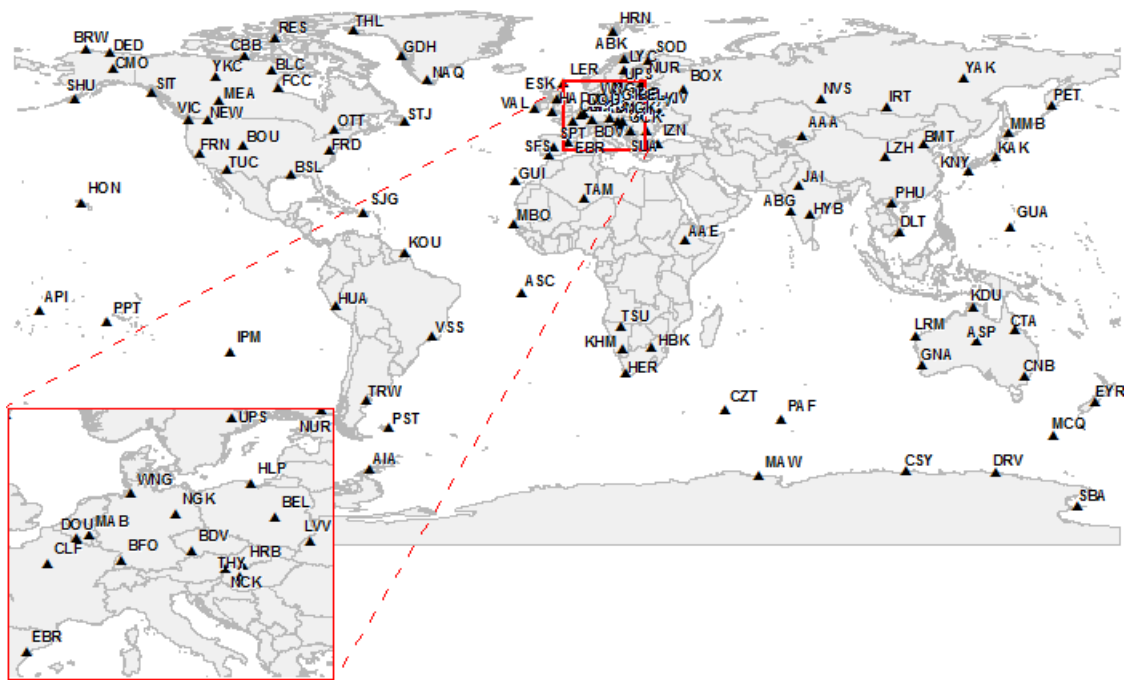 HRN
THL
RES
BRW
DED
CBB
GDH
ABK
LYC
SOD
CMO
YKC
BLC
LER
UPS
NUR
BOX
YAK
FCC
NAQ
SHU
SIT
MEA
ESK
HA
VAL
NVS
IRT
PET
VIC
NEW
OTT
STJ
BOU
FRD
SPT
BDV
IZN
AAA
BMT
MMB
FRN
TUC
BSL
SFS
EBR
SUA
LZH
KNY
KAK
HON
SJG
GUI
TAM
JAI
ABG
HYB
PHU
MBO
AAE
DLT
GUA
KOU
API
PPT
HUA
ASC
KDU
IPM
VSS
TSU
KHM
HBK
LRM
ASP
CTA
GNA
HER
CNB
TRW
PST
CZT
PAF
EYR
MCQ
AIA
MAW
CSY
DRV
SBA
UPS
NUR
HLP
WNG
NGK
BEL
DOU
MAB
LVV
CLF
BFO
BDV
THY
HRB
NCK
EBR